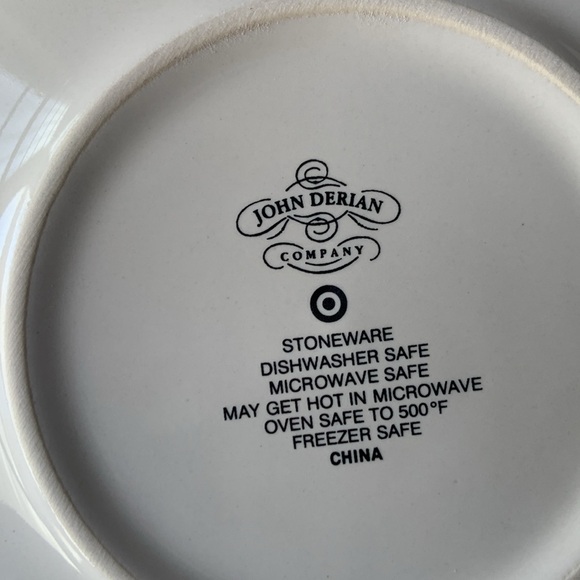 JOHN DERIAN
COMPANY
STONEWARE
DISHWASHER SAFE
MICROWAVE SAFE
MAY GET HOT IN MICROWAVE
OVEN SAFE TO 500°F
FREEZER SAFE
CHINA